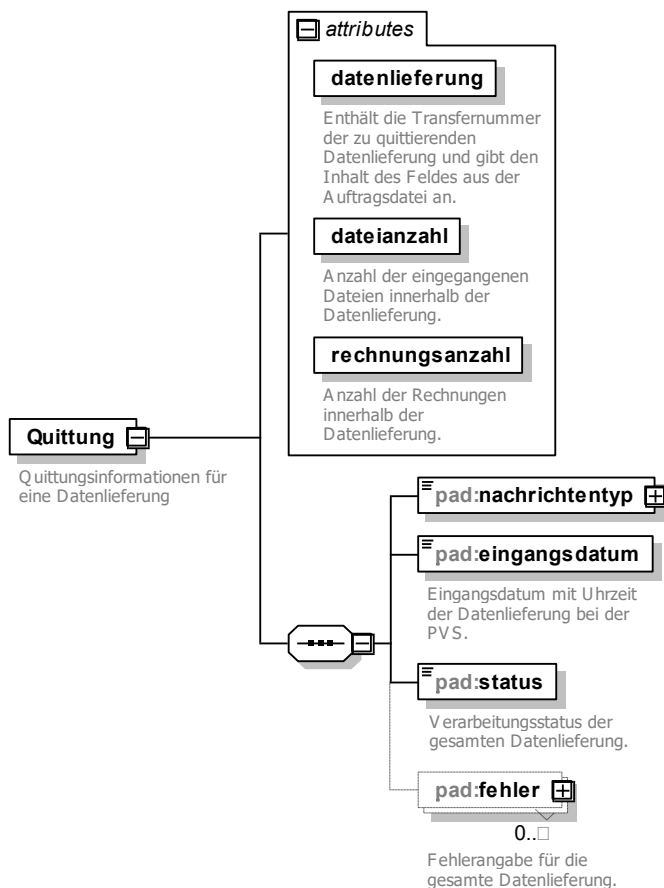 attributes
datenlieferung
Enthält die Transfernummer
der zu quittierenden
Datenlieferung und gibt den
Inhalt des Feldes aus der
Auftragsdatei an.
dateianzahl
Anzahl der eingegangenen
Dateien innerhalb der
Datenlieferung.
rechnungsanzahl
Anzahl der Rechnungen
innerhalb der
Datenlieferung.
Quittung
Quittungsinformationen für
eine Datenlieferung
pad:nachrichtentyp
pad:eingangsdatum
Eingangsdatum mit Uhrzeit
der Datenlieferung bei der
PVS.
pad:status
Verarbeitungsstatus der
gesamten Datenlieferung.
pad:fehler
0..□
Fehlerangabe für die
gesamte Datenlieferung.